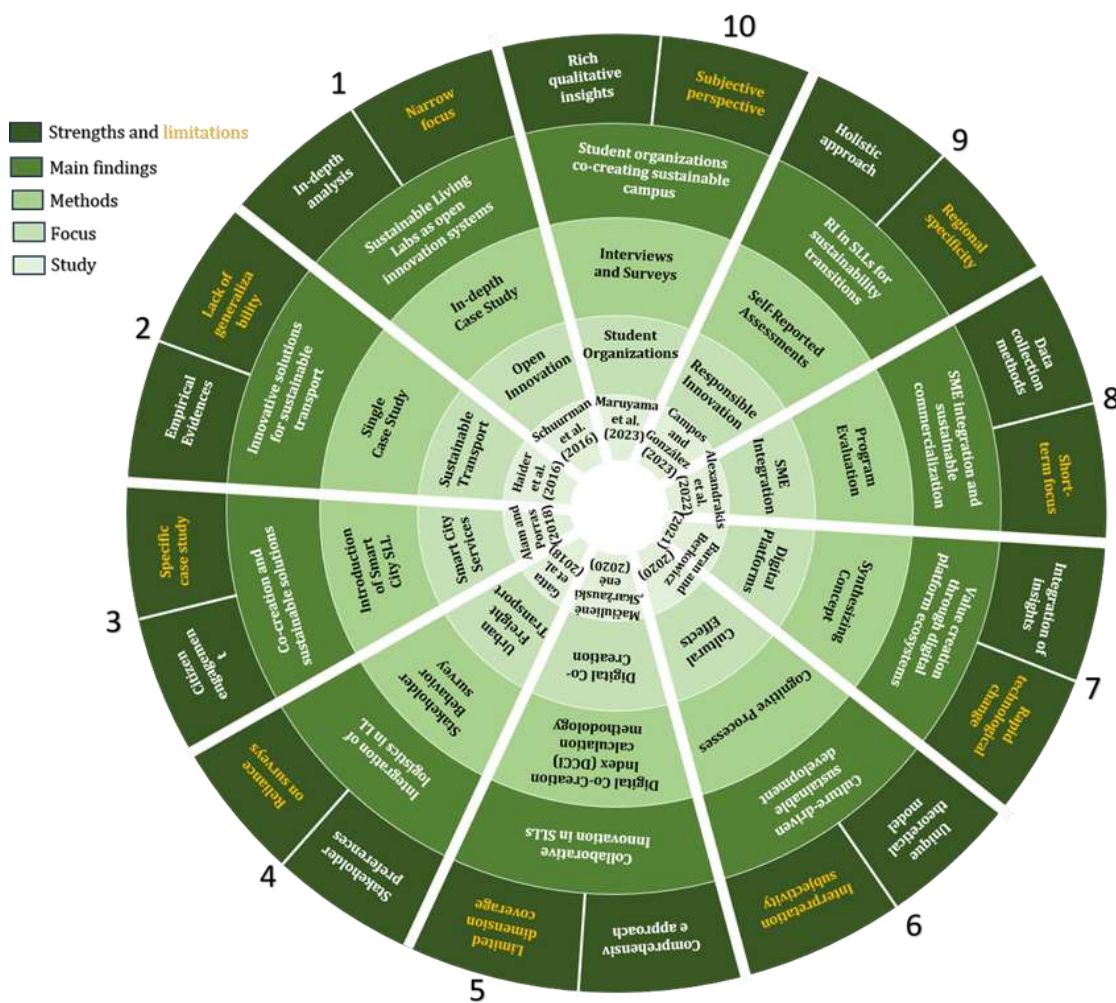 Strengths and limitations
Main findings
Methods
Focus
Study
1
In-depth
analysis
Narrow
focus
Sustainable Living
Labs as open
innovation systems
In-depth
Case Study
Open
Innovation
Schuurman
et al.
(2016)
2
Empirical
Evidences
Lack of
generaliza
bility
Innovative solutions
for sustainable
transport
Single
Case Study
Sustainable
Transport
Halder
et al.
(2016)
3
Citizen
engagemen
t
Specific
case study
Co-creation and
sustainable solutions
Introduction
of Smart
City SLL
Smart City
Services
Alam and
Porras
(2018)
4
Reliance
on surveys
Stakeholder
preferences
Integration of
logistics in LL
Stakeholder
Behavior
survey
Urban
Freight
Transport
Gatta
et al.
(2018)
5
Limited
dimension
coverage
Comprehensiv
e approach
Collaborative
Innovation in SLLs
Digital Co-Creation
Index (DCCI)
calculation
methodology
Digital Co-
Creation
Mačiulienė
,Skaržauski
enė
(2020)
6
Interpretation
subjectivity
Unique
theoretical
model
Culture-driven
sustainable
development
Cognitive Processes
Cultural
Effects
Baran and
Berkowicz
(2020)
(2021)
7
Integration of
insights
Rapid
technological
change
Value creation
through digital
platform ecosystems
Synthesizing
Concept
Digital
Platforms
8
Data
collection
methods
Short-
term focus
SME integration and
sustainable
commercialization
Program
Evaluation
SME
Integration
Alexandrakis
et al.
(2022)
9
Holistic
approach
Regional
specificity
RI in SLLs for
sustainability
transitions
Self-Reported
Assessments
Responsible
Innovation
Campos and
González
(2023)
10
Rich
qualitative
insights
Subjective
perspective
Student organizations
co-creating sustainable
campus
Interviews
and Surveys
Student
Organizations
Maruyama
et al.
(2023)